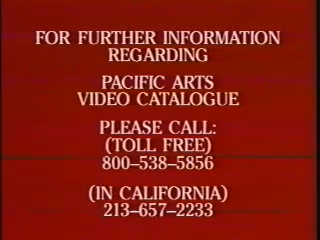 FOR FURTHER INFORMATION
REGARDING
PACIFIC ARTS
VIDEO CATALOGUE
PLEASE CALL:
(TOLL FREE)
800–538–5856
(IN CALIFORNIA)
213–657–2233